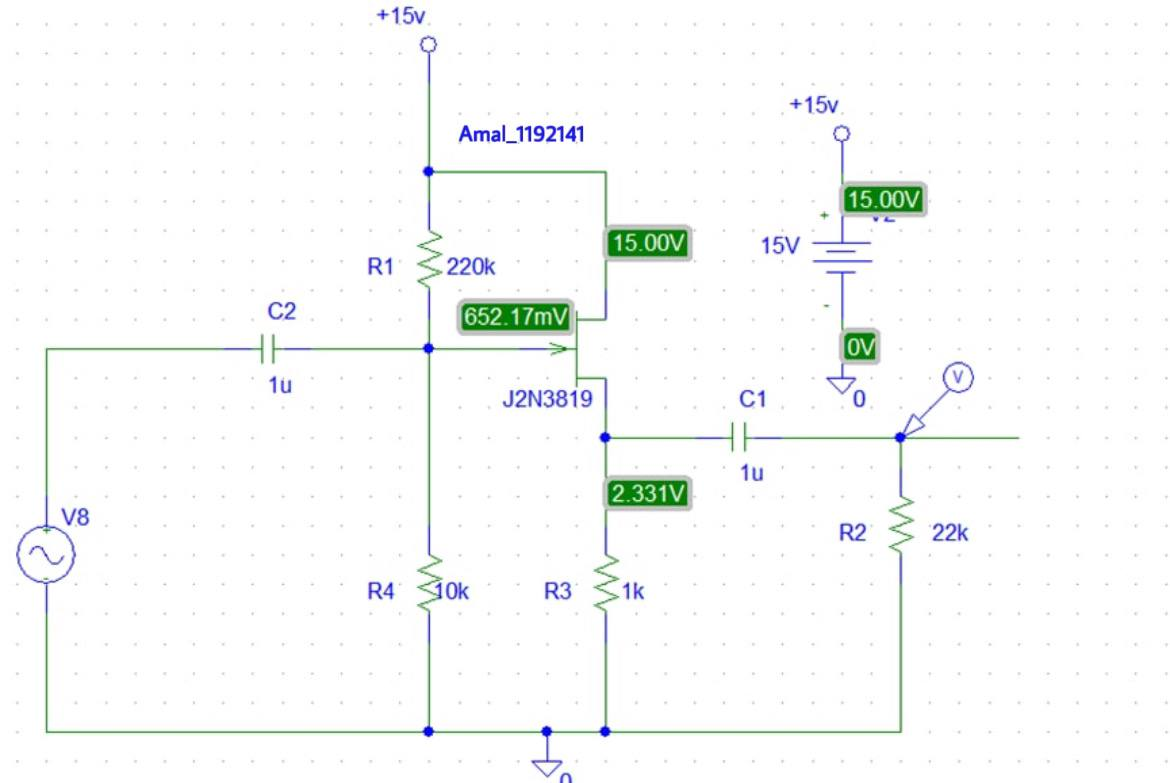 +15v
Amal_1192141
+15v
15.00V
+
15V
15.00V
R1
220k
C2
652.17mV
-
0V
1u
0
V
J2N3819
C1
1u
2.331V
V8
+
R2
22k
-
R4
10k
R3
1k
0